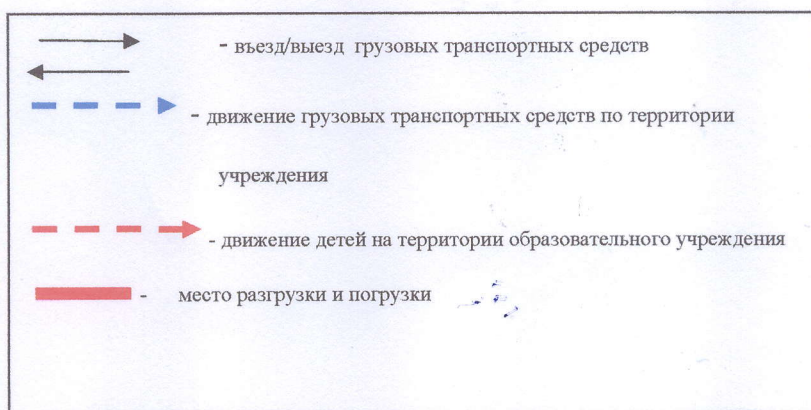 - въезд/выезд грузовых транспортных средств
- движение грузовых транспортных средств по территории
учреждения
- движение детей на территории образовательного учреждения
- место разгрузки и погрузки